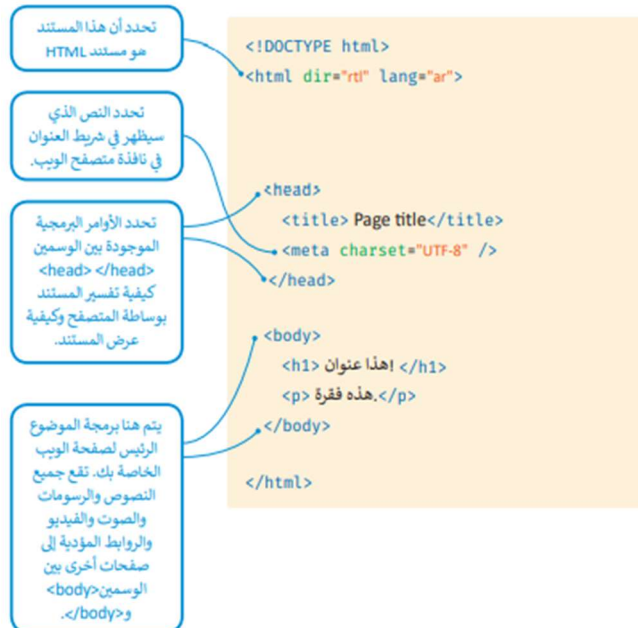 تحدد أن هذا المستند
هو مستند HTML
تحدد النص الذي
سيظهر في شريط العنوان
في نافذة متصفح الويب.
تحدد الأوامر البرمجية
الموجودة بين الوسمين
<head> </head>
كيفية تفسير المستند
بوساطة المتصفح وكيفية
عرض المستند.
يتم هنا برمجة الموضوع
الرئيس لصفحة الويب
الخاصة بك. تقع جميع
النصوص والرسومات
والصوت والفيديو
والروابط المؤدية إلى
صفحات أخرى بين
الوسمين<body>
و</body>.
<!DOCTYPE html>
<html dir="rtl" lang="ar">
<head>
<title> Page title</title>
<meta charset="UTF-8" />
</head>
<body>
<h1> هذا عنوان! </h1>
<p> هذه فقرة.</p>
</body>
</html>